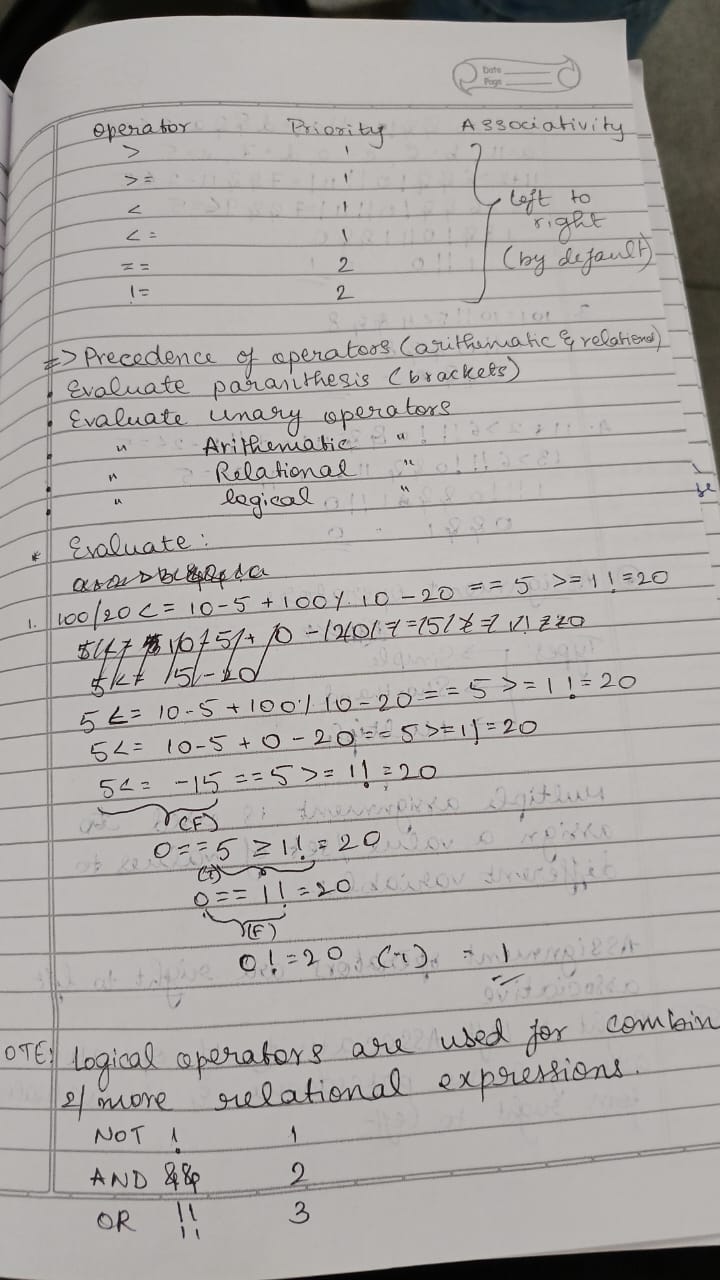 Date
Page
Operator Priority Associativity
> 1
>= 1
< 1
<= 1
== 2
!= 2
left to
right
(by default)
=> Precedence of operators (arithematic & relational)
• Evaluate paranthesis (brackets)
• Evaluate unary operators
• " Arithematic "
• " Relational "
• " logical "
* Evaluate:
1. 100/20 <= 10-5+100% 10-20 == 5 >= 1 != 20
5 <= 10-5+100% 10-20 == 5 >= 1 != 20
5 <= 10-5+0-20 == 5 >= 1 != 20
5 <= -15 == 5 >= 1 != 20
(F)
0 == 5 ≥ 1 != 20
(T)
0 == 1 != 20
(F)
0 != 20 (T) = 1
OTE: Logical operators are used for combin
2/ more relational expressions.
NOT ! 1
AND && 2
OR !! 3